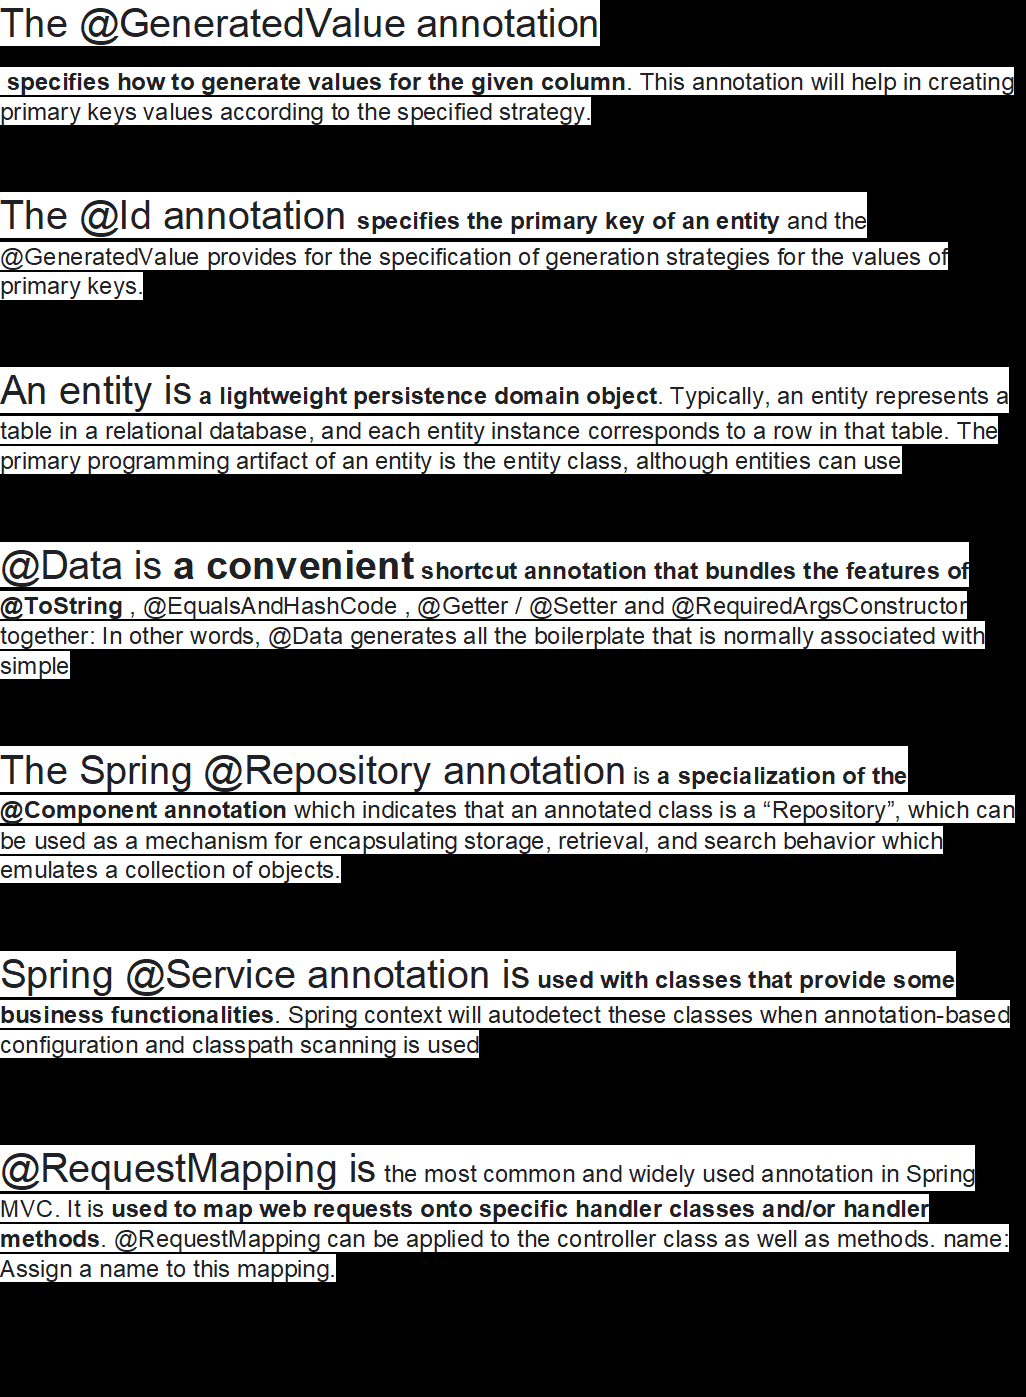 The @GeneratedValue annotation
specifies how to generate values for the given column. This annotation will help in creating
primary keys values according to the specified strategy.
The @Id annotation specifies the primary key of an entity and the
@GeneratedValue provides for the specification of generation strategies for the values of
primary keys.
An entity is a lightweight persistence domain object. Typically, an entity represents a
table in a relational database, and each entity instance corresponds to a row in that table. The
primary programming artifact of an entity is the entity class, although entities can use
@Data is a convenient shortcut annotation that bundles the features of
@ToString , @EqualsAndHashCode , @Getter / @Setter and @RequiredArgsConstructor
together: In other words, @Data generates all the boilerplate that is normally associated with
simple
The Spring @Repository annotation is a specialization of the
@Component annotation which indicates that an annotated class is a “Repository”, which can
be used as a mechanism for encapsulating storage, retrieval, and search behavior which
emulates a collection of objects.
Spring @Service annotation is used with classes that provide some
business functionalities. Spring context will autodetect these classes when annotation-based
configuration and classpath scanning is used
@RequestMapping is the most common and widely used annotation in Spring
MVC. It is used to map web requests onto specific handler classes and/or handler
methods. @RequestMapping can be applied to the controller class as well as methods. name:
Assign a name to this mapping.